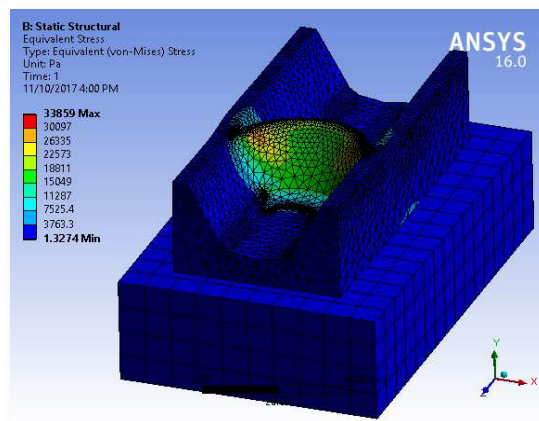 B: Static Structural
Equivalent Stress
Type: Equivalent (von-Mises) Stress
Unit: Pa
Time: 1
11/10/2017 4:00 PM
33859 Max
30097
26335
22573
18811
15049
11287
7525.4
3763.3
1.3274 Min
ANSYS
16.0
Y
X
Z